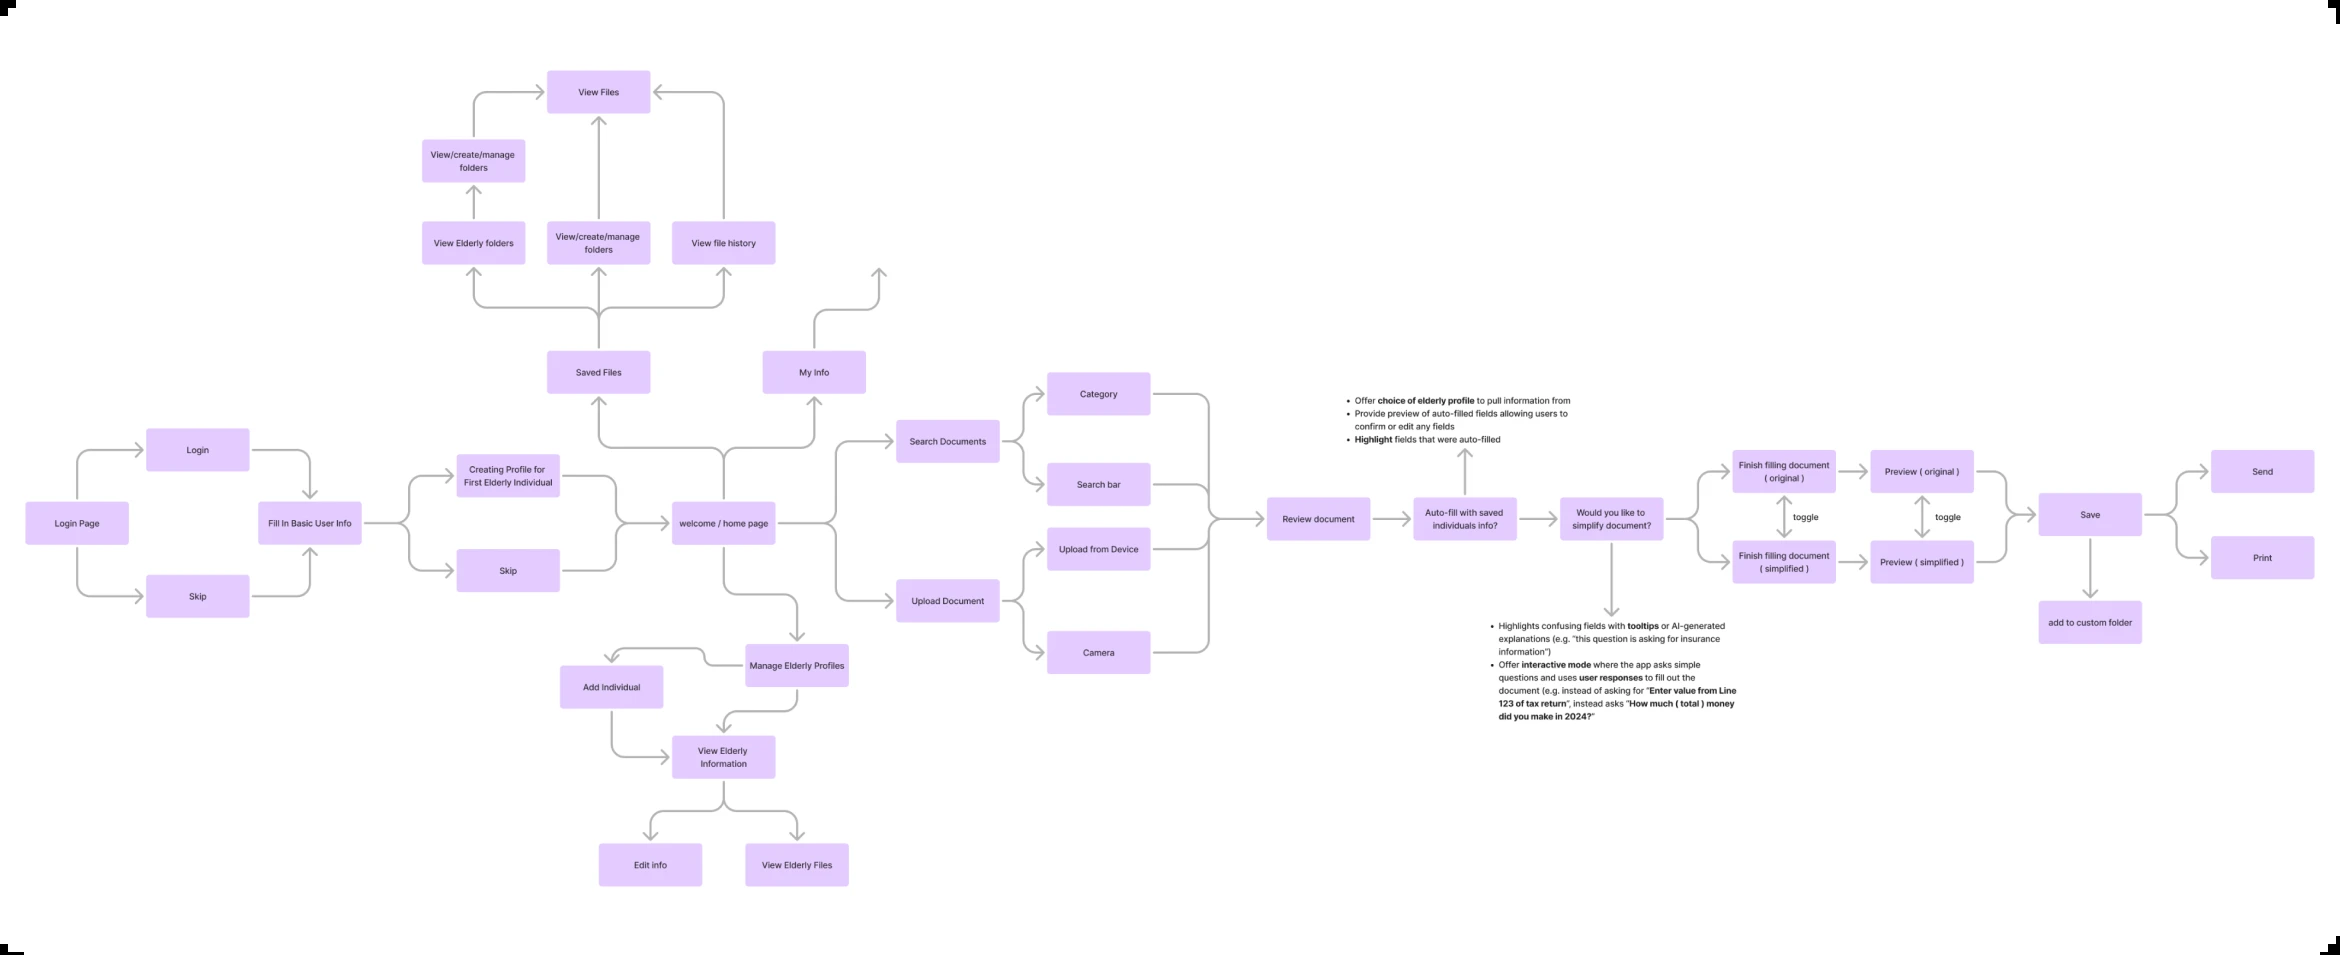 View Files
View/create/manage
folders
View Elderly folders
View/create/manage
folders
View file history
Saved Files
My Info
Login Page
Login
Skip
Fill In Basic User Info
Creating Profile for
First Elderly Individual
Skip
welcome / home page
Manage Elderly Profiles
Add Individual
View Elderly
Information
Edit info
View Elderly Files
Search Documents
Upload Document
Category
Search bar
Upload from Device
Camera
Review document
• Offer choice of elderly profile to pull information from
• Provide preview of auto-filled fields allowing users to
confirm or edit any fields
• Highlight fields that were auto-filled
Auto-fill with saved
individuals info?
Would you like to
simplify document?
• Highlights confusing fields with tooltips or AI-generated
explanations (e.g. “this question is asking for insurance
information”)
• Offer interactive mode where the app asks simple
questions and uses user responses to fill out the
document (e.g. instead of asking for “Enter value from Line
123 of tax return”, instead asks “How much ( total ) money
did you make in 2024?”
Finish filling document
( original )
toggle
Finish filling document
( simplified )
Preview ( original )
toggle
Preview ( simplified )
Save
add to custom folder
Send
Print